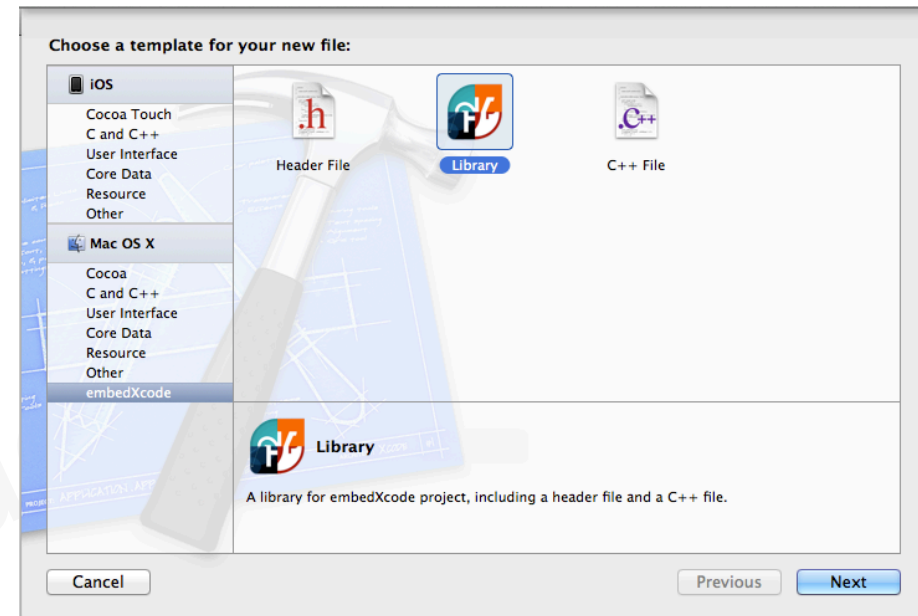 Choose a template for your new file:
iOS
Cocoa Touch
C and C++
User Interface
Core Data
Resource
Other
Mac OS X
Cocoa
C and C++
User Interface
Core Data
Resource
Other
embedXcode
.h
Header File
Library
.C++
C++ File
Library
A library for embedXcode project, including a header file and a C++ file.
Cancel
Previous
Next